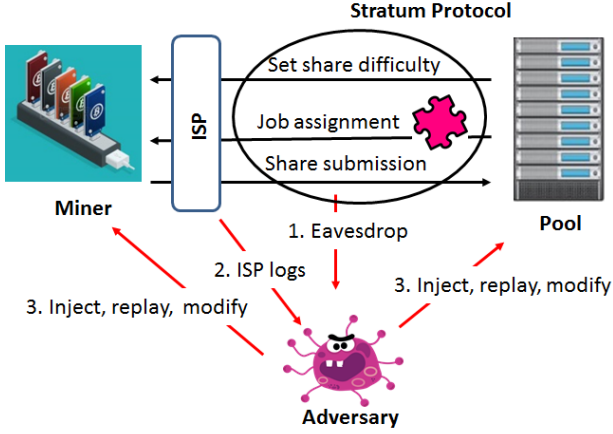 Stratum Protocol
Set share difficulty
ISP
Job assignment
Share submission
Miner
Pool
1. Eavesdrop
2. ISP logs
3. Inject, replay, modify
3. Inject, replay, modify
Adversary